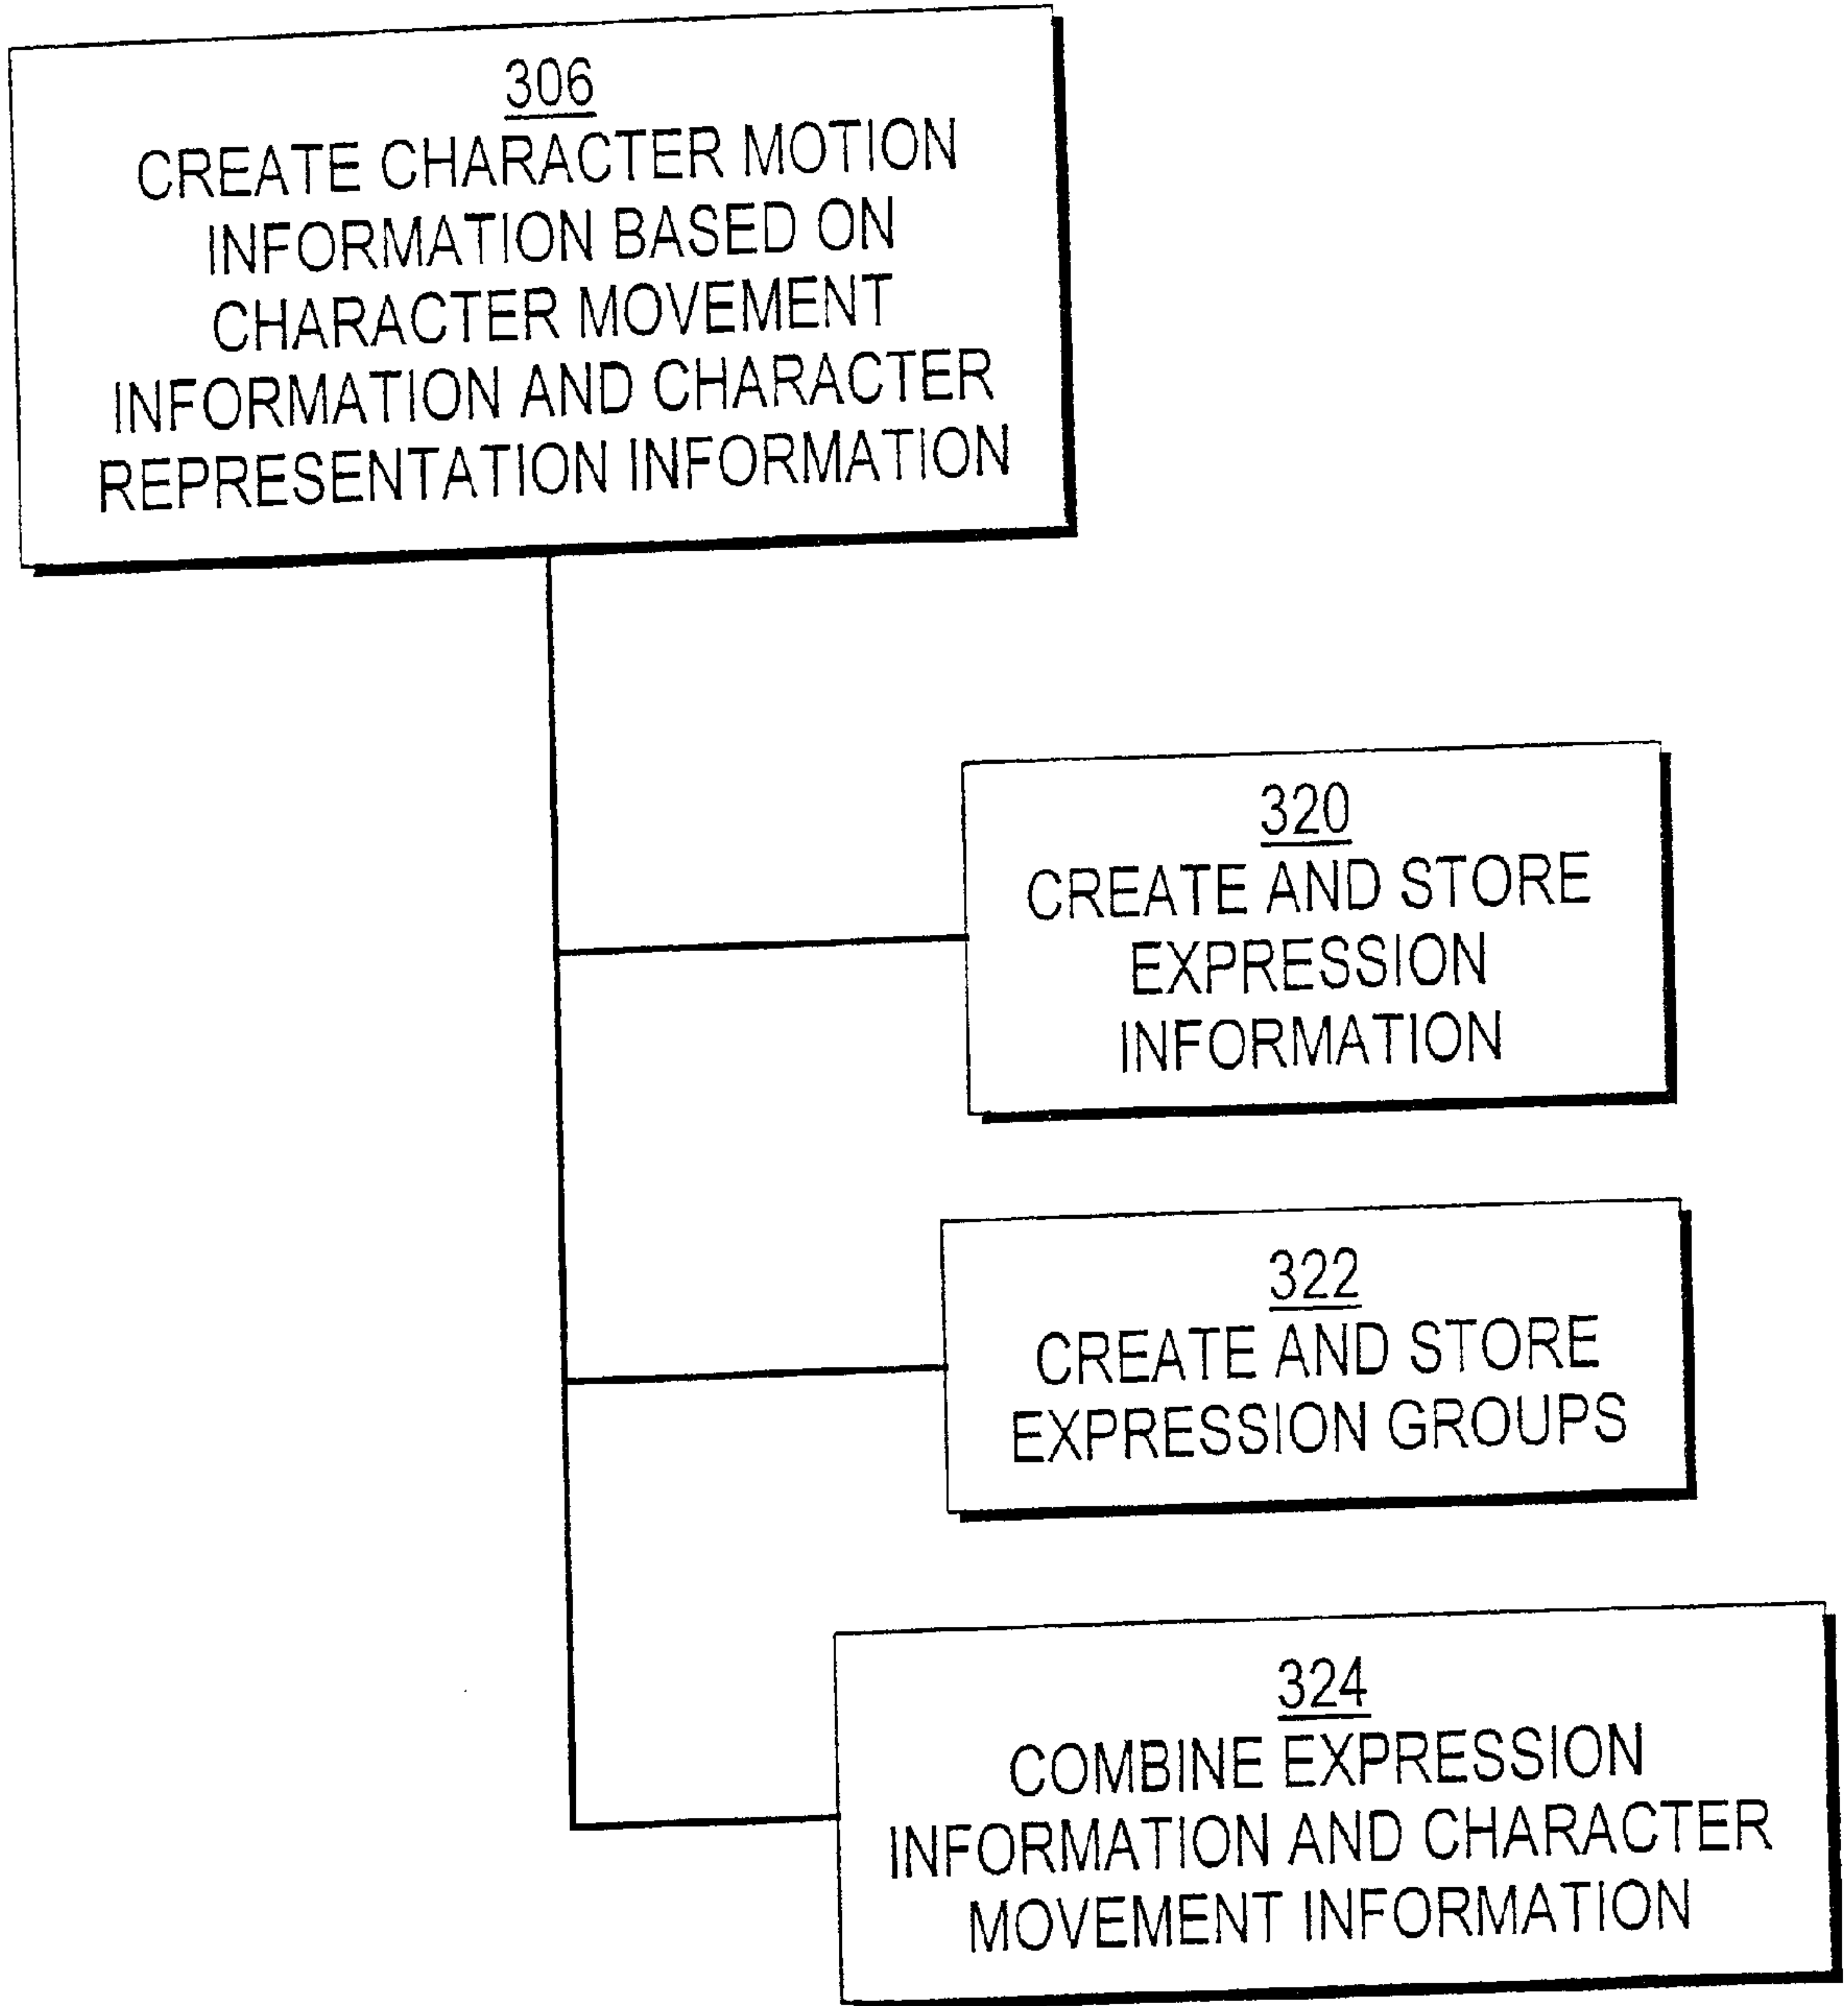 306
CREATE CHARACTER MOTION
INFORMATION BASED ON
CHARACTER MOVEMENT
INFORMATION AND CHARACTER
REPRESENTATION INFORMATION
320
CREATE AND STORE
EXPRESSION
INFORMATION
322
CREATE AND STORE
EXPRESSION GROUPS
324
COMBINE EXPRESSION
INFORMATION AND CHARACTER
MOVEMENT INFORMATION